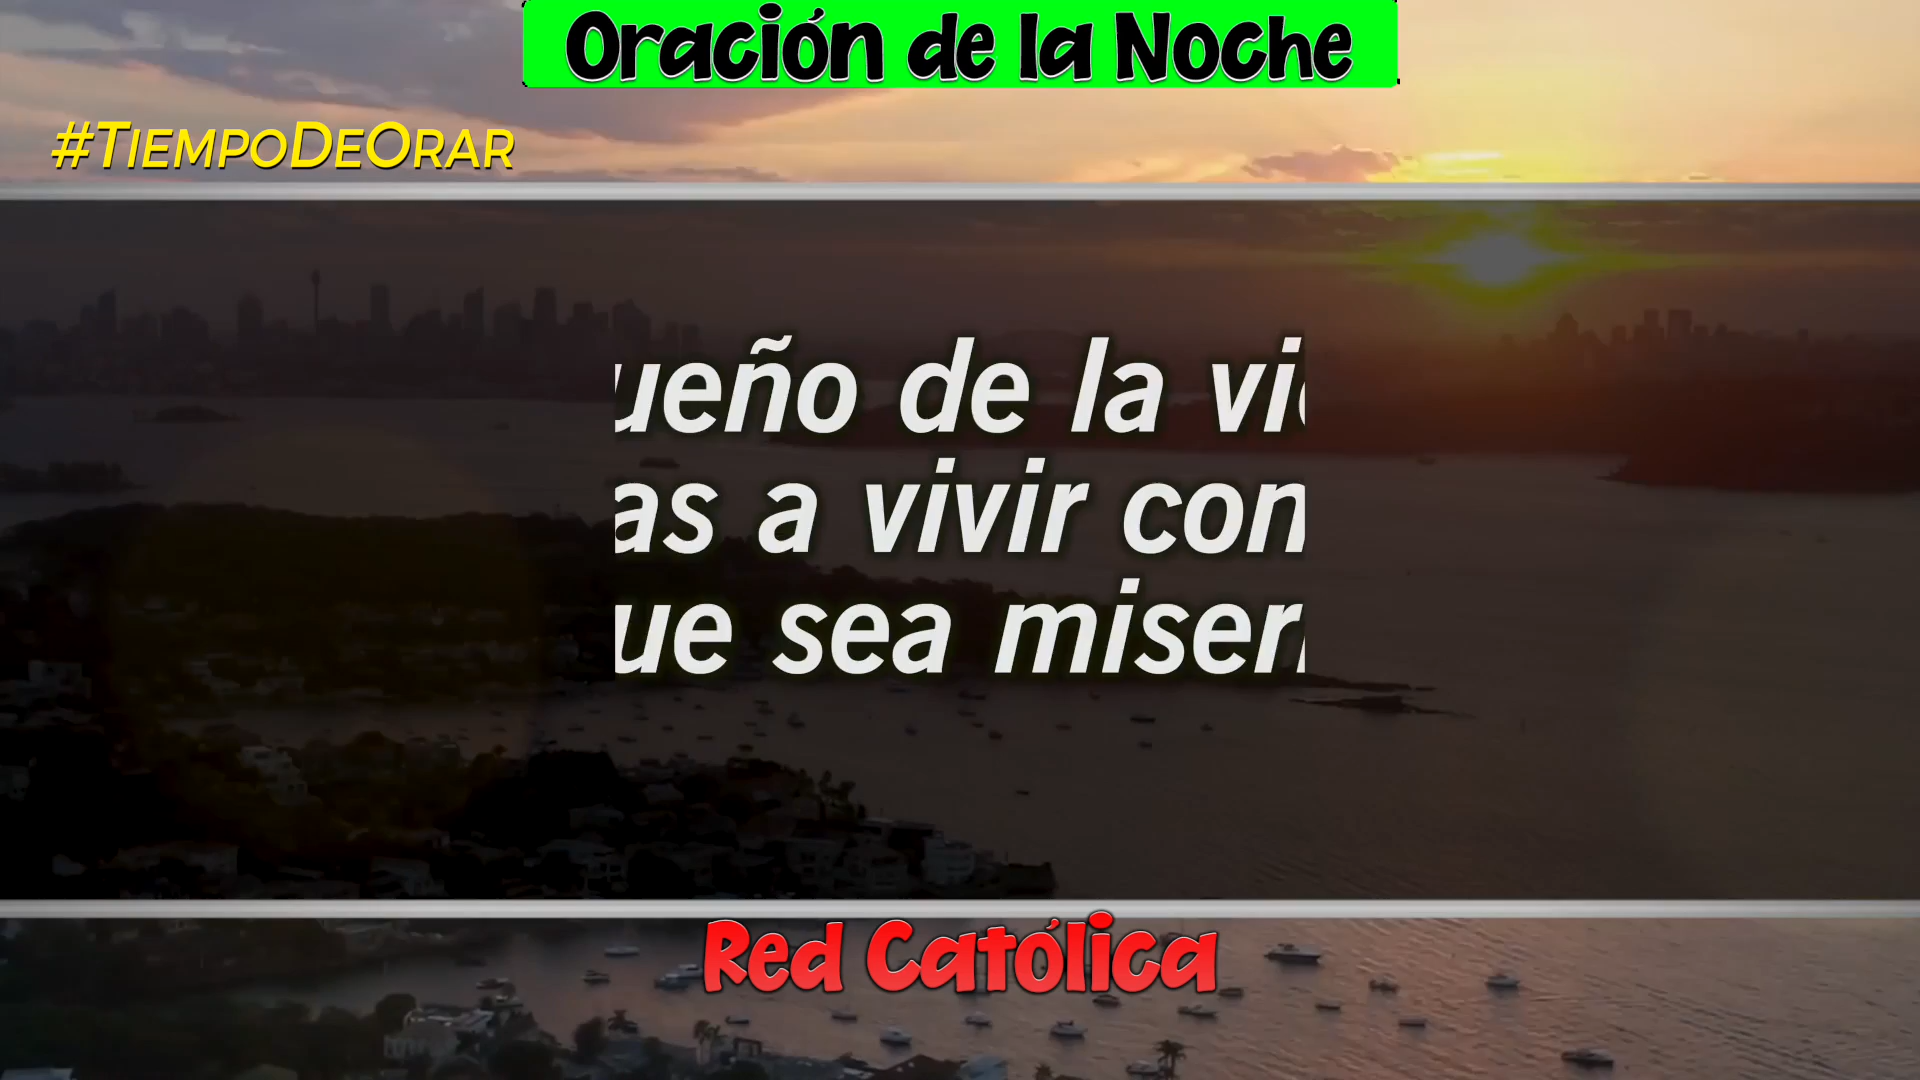 Oración de la Noche
#TiempoDeOrar
ueño de la vi
as a vivir con
ue sea miser
Red Católica